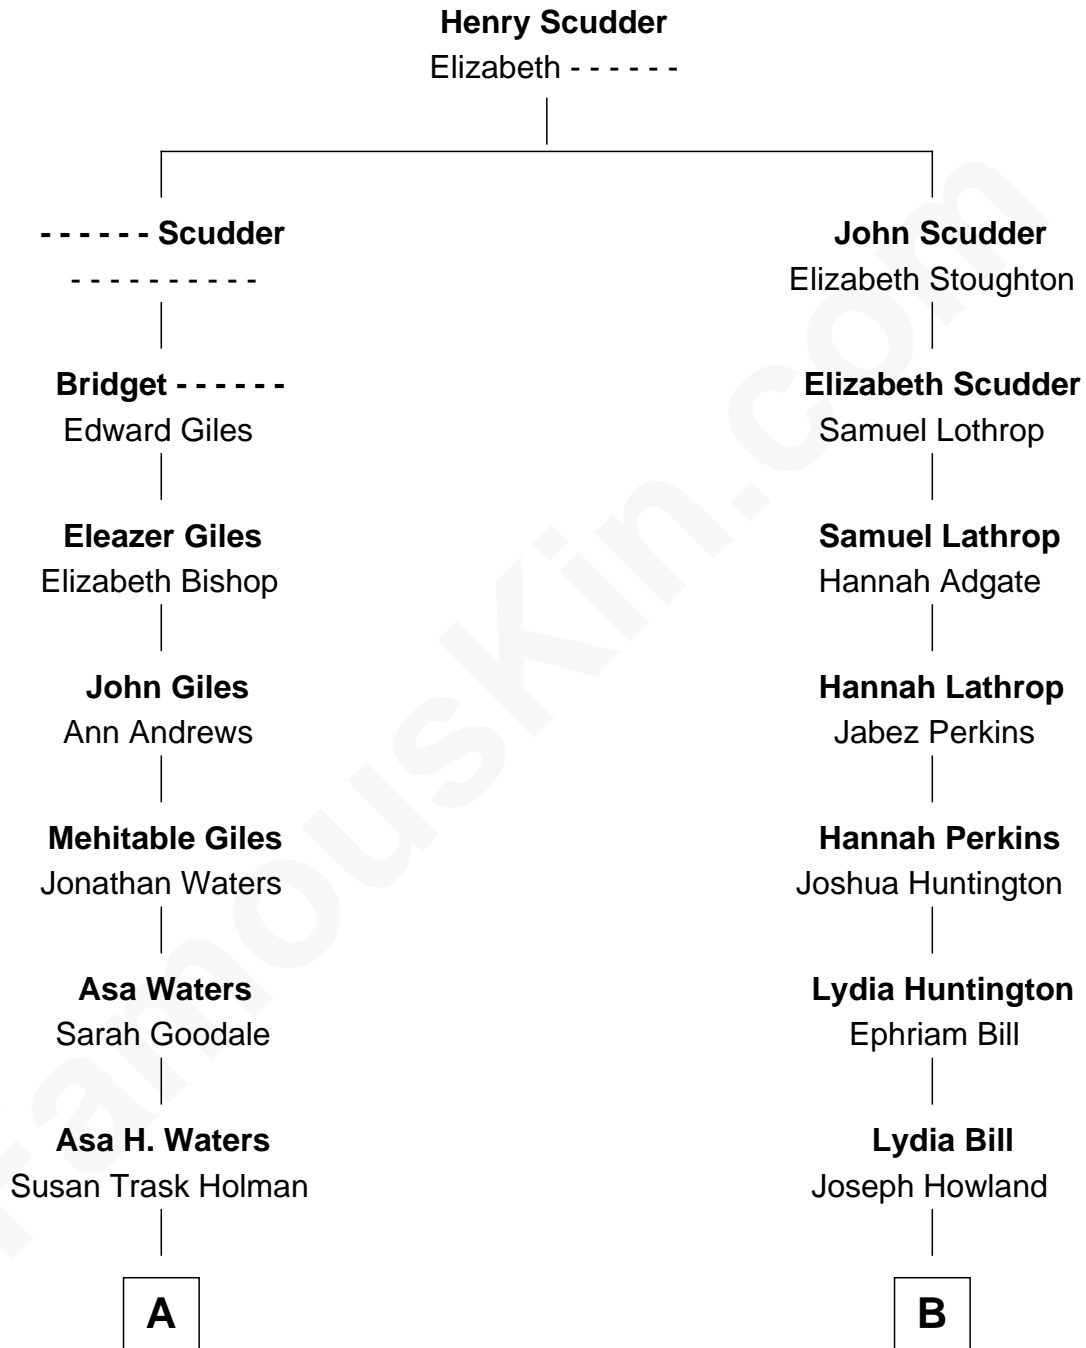 Henry Scudder
Elizabeth - - - - - -
- - - - - - Scudder
- - - - - - - - - -
Bridget - - - - - -
Edward Giles
Eleazer Giles
Elizabeth Bishop
John Giles
Ann Andrews
Mehitable Giles
Jonathan Waters
Asa Waters
Sarah Goodale
Asa H. Waters
Susan Trask Holman
A
John Scudder
Elizabeth Stoughton
Elizabeth Scudder
Samuel Lothrop
Samuel Lathrop
Hannah Adgate
Hannah Lathrop
Jabez Perkins
Hannah Perkins
Joshua Huntington
Lydia Huntington
Ephriam Bill
Lydia Bill
Joseph Howland
B
FamousKin.com